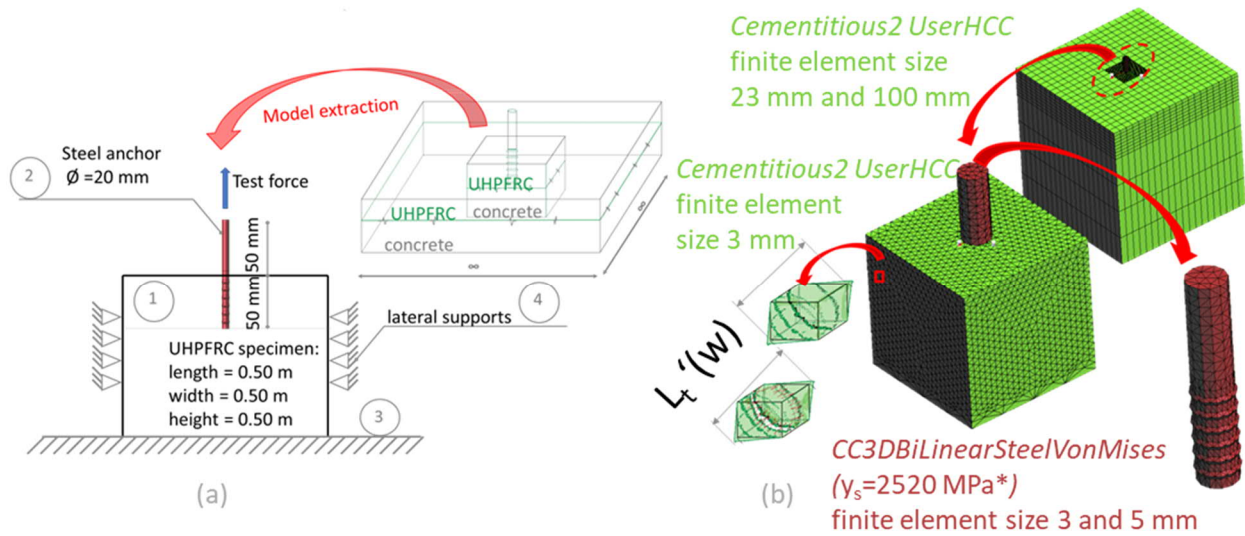 Model extraction
2
Steel anchor
Ø =20 mm
Test force
UHPFRC
concrete
UHPFRC
concrete
∞
∞
4
50 mm
50 mm
1
lateral supports
UHPFRC specimen:
length = 0.50 m
width = 0.50 m
height = 0.50 m
3
(a)
Cementitious2 UserHCC
finite element size
23 mm and 100 mm
Cementitious2 UserHCC
finite element
size 3 mm
Lt‘(w)
CC3DBiLinearSteelVonMises
(ys=2520 MPa*)
finite element size 3 and 5 mm
(b)